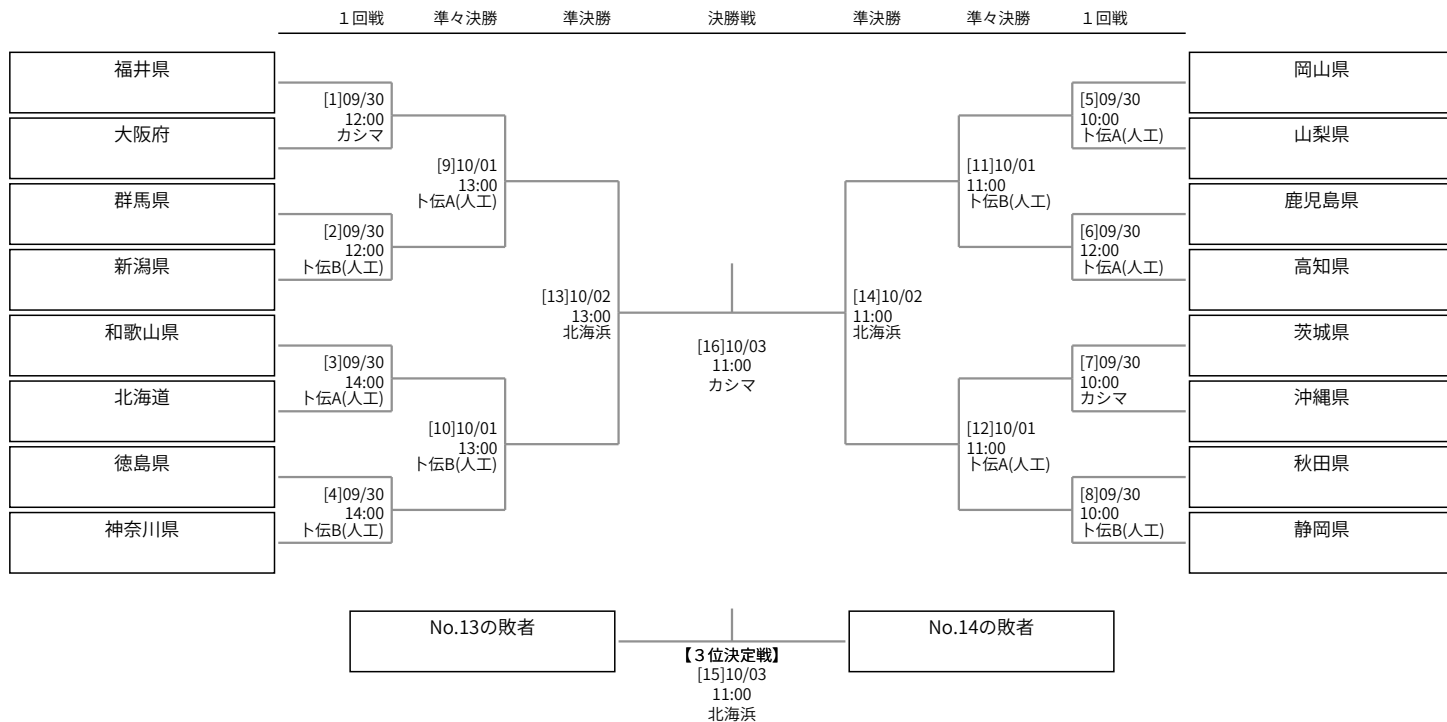 １回戦 準々決勝 準決勝 決勝戦 準決勝 準々決勝 １回戦
福井県
大阪府
群馬県
新潟県
和歌山県
北海道
徳島県
神奈川県
[1]09/30
12:00
カシマ
[2]09/30
12:00
ト伝B(人工)
[3]09/30
14:00
ト伝A(人工)
[4]09/30
14:00
ト伝B(人工)
[9]10/01
13:00
ト伝A(人工)
[10]10/01
13:00
ト伝B(人工)
[13]10/02
13:00
北海浜
[16]10/03
11:00
カシマ
[14]10/02
11:00
北海浜
[11]10/01
11:00
ト伝B(人工)
[12]10/01
11:00
ト伝A(人工)
[5]09/30
10:00
ト伝A(人工)
[6]09/30
12:00
ト伝A(人工)
[7]09/30
10:00
カシマ
[8]09/30
10:00
ト伝B(人工)
岡山県
山梨県
鹿児島県
高知県
茨城県
沖縄県
秋田県
静岡県
No.13の敗者
No.14の敗者
【３位決定戦】
[15]10/03
11:00
北海浜